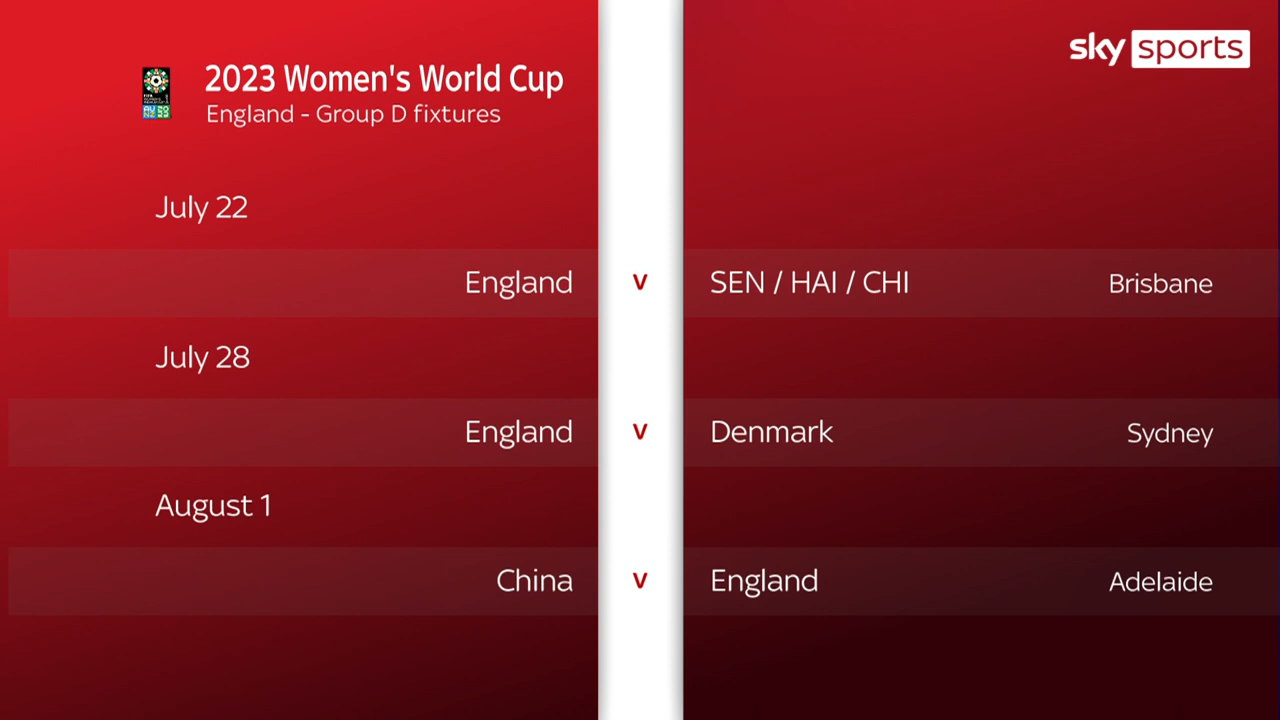 sky sports
2023 Women's World Cup
England - Group D fixtures
July 22
England v SEN / HAI / CHI Brisbane
July 28
England v Denmark Sydney
August 1
China v England Adelaide